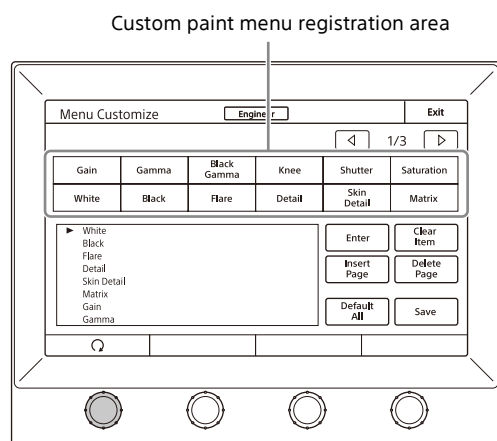 Custom paint menu registration area
Menu Customize
Engineer
Exit
1/3
Gain Gamma Black Gamma Knee Shutter Saturation
White Black Flare Detail Skin Detail Matrix
White
Black
Flare
Detail
Skin Detail
Matrix
Gain
Gamma
Enter
Clear Item
Insert Page
Delete Page
Default All
Save